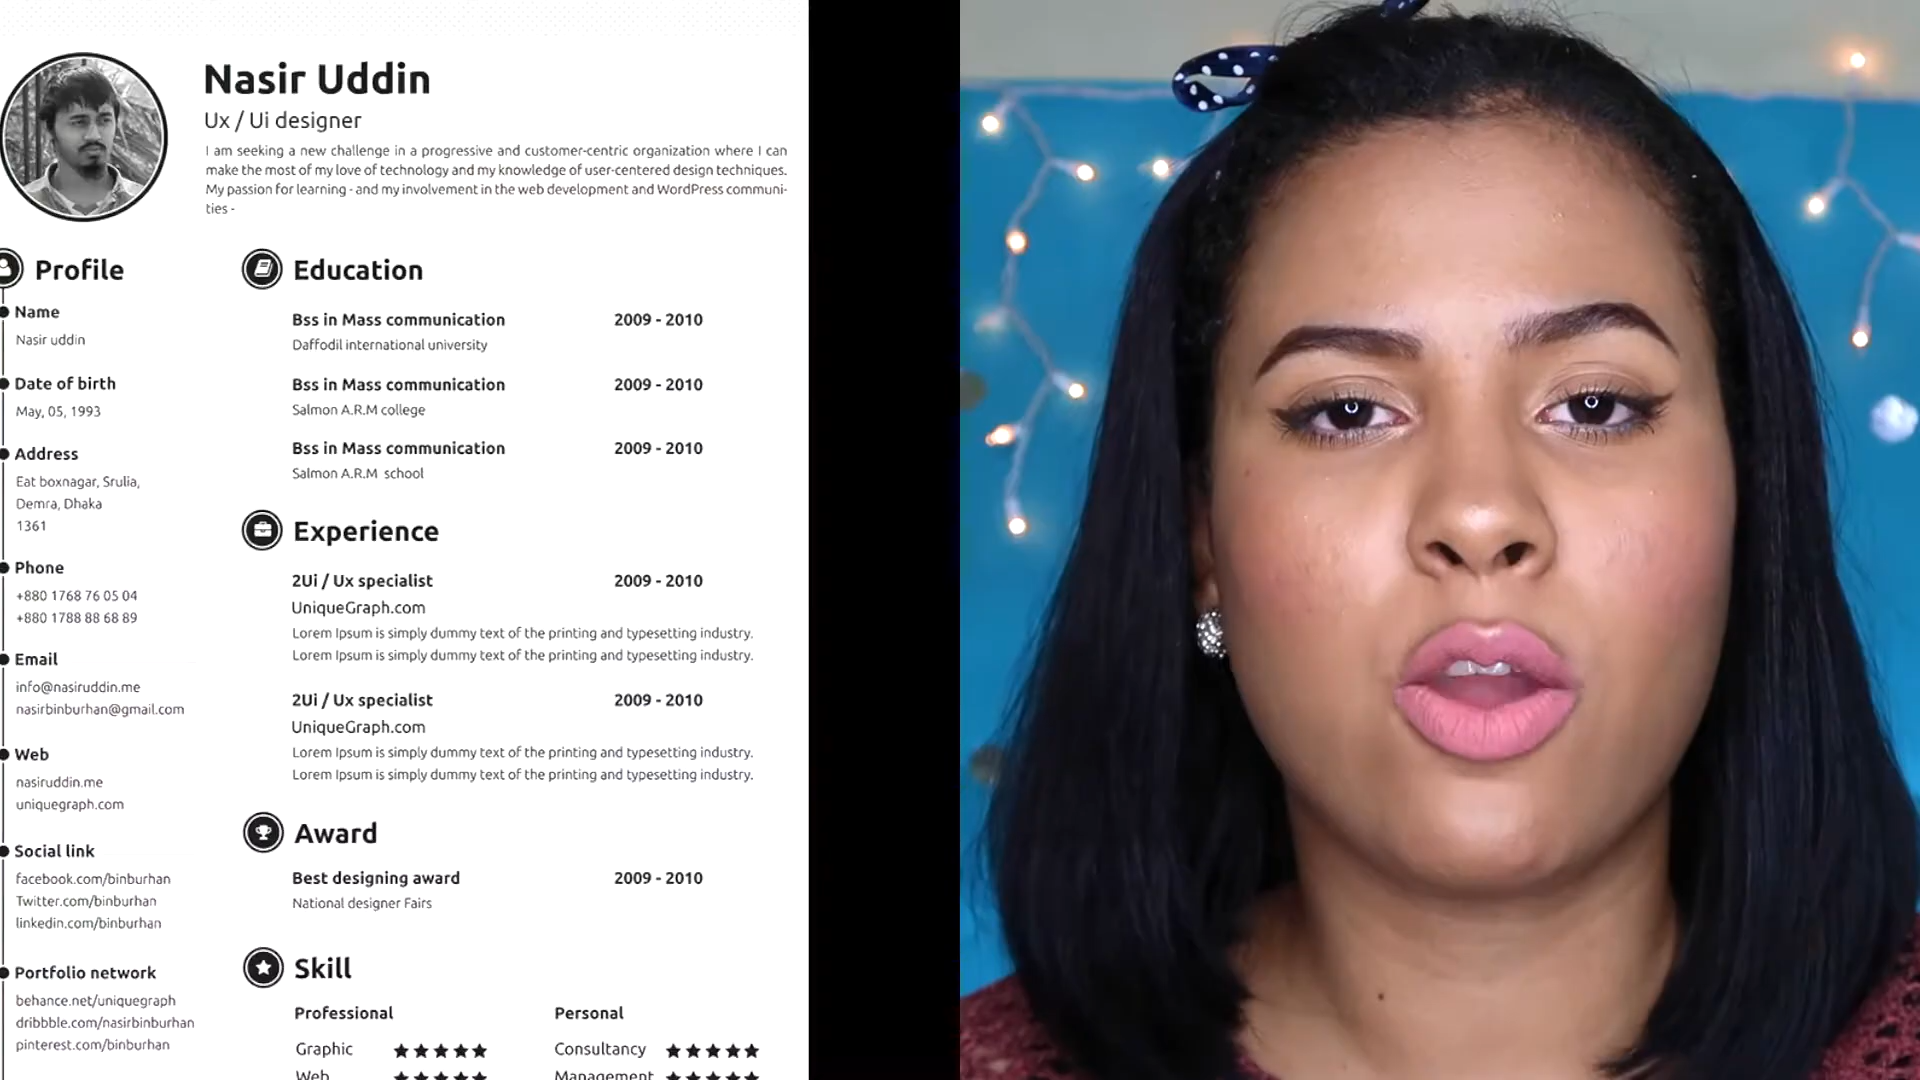 Nasir Uddin
Ux / Ui designer
I am seeking a new challenge in a progressive and customer-centric organization where I can
make the most of my love of technology and my knowledge of user-centered design techniques.
My passion for learning - and my involvement in the web development and WordPress communi-
ties -
Profile
Name
Nasir uddin
Date of birth
May, 05, 1993
Address
Eat boxnagar, Srulia,
Demra, Dhaka
1361
Phone
+880 1768 76 05 04
+880 1788 88 68 89
Email
info@nasiruddin.me
nasirbinburhan@gmail.com
Web
nasiruddin.me
uniquegraph.com
Social link
facebook.com/binburhan
Twitter.com/binburhan
linkedin.com/binburhan
Portfolio network
behance.net/uniquegraph
dribbble.com/nasirbinburhan
pinterest.com/binburhan
Education
Bss in Mass communication 2009 - 2010
Daffodil international university
Bss in Mass communication 2009 - 2010
Salmon A.R.M college
Bss in Mass communication 2009 - 2010
Salmon A.R.M school
Experience
2Ui / Ux specialist 2009 - 2010
UniqueGraph.com
Lorem Ipsum is simply dummy text of the printing and typesetting industry.
Lorem Ipsum is simply dummy text of the printing and typesetting industry.
2Ui / Ux specialist 2009 - 2010
UniqueGraph.com
Lorem Ipsum is simply dummy text of the printing and typesetting industry.
Lorem Ipsum is simply dummy text of the printing and typesetting industry.
Award
Best designing award 2009 - 2010
National designer Fairs
Skill
Professional Personal
Graphic Consultancy
Web Management